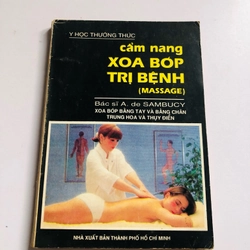 Y HỌC THƯỜNG THỨC
cẩm nang
XOA BÓP
TRỊ BỆNH
(MASSAGE)
Bác sĩ A. de SAMBUCY
XOA BÓP BẰNG TAY VÀ BẰNG CHÂN
TRUNG HOA VÀ THỤY ĐIỂN
NHÀ XUẤT BẢN THÀNH PHỐ HỒ CHÍ MINH